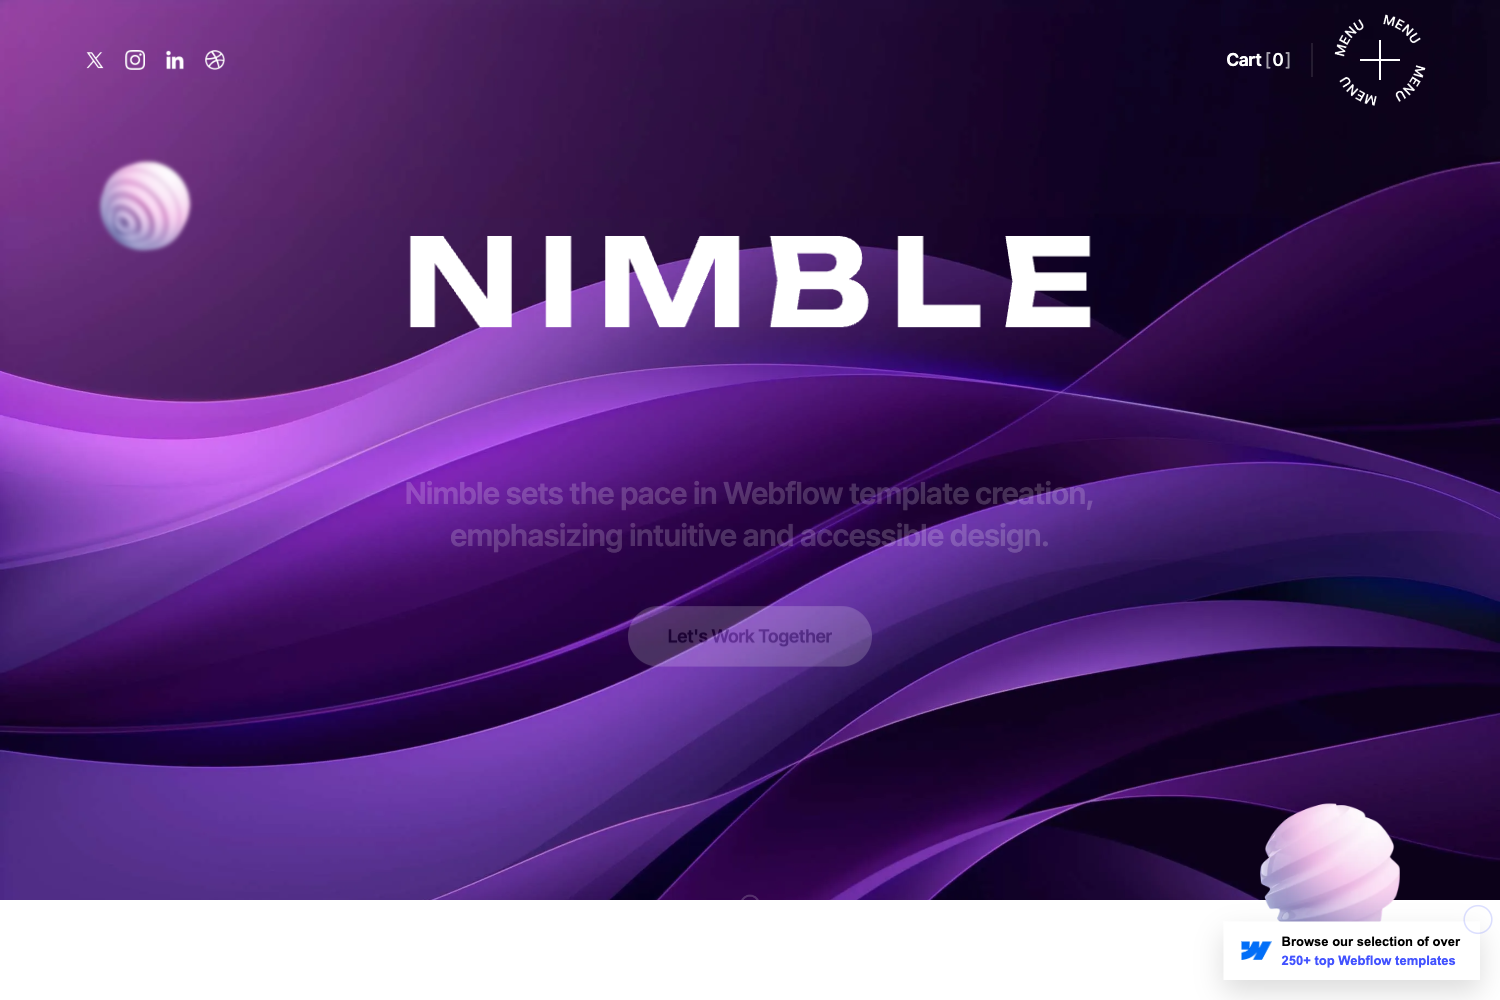 Cart [0]
MENU MENU MENU MENU
NIMBLE
Nimble sets the pace in Webflow template creation,
emphasizing intuitive and accessible design.
Let's Work Together
Browse our selection of over
250+ top Webflow templates